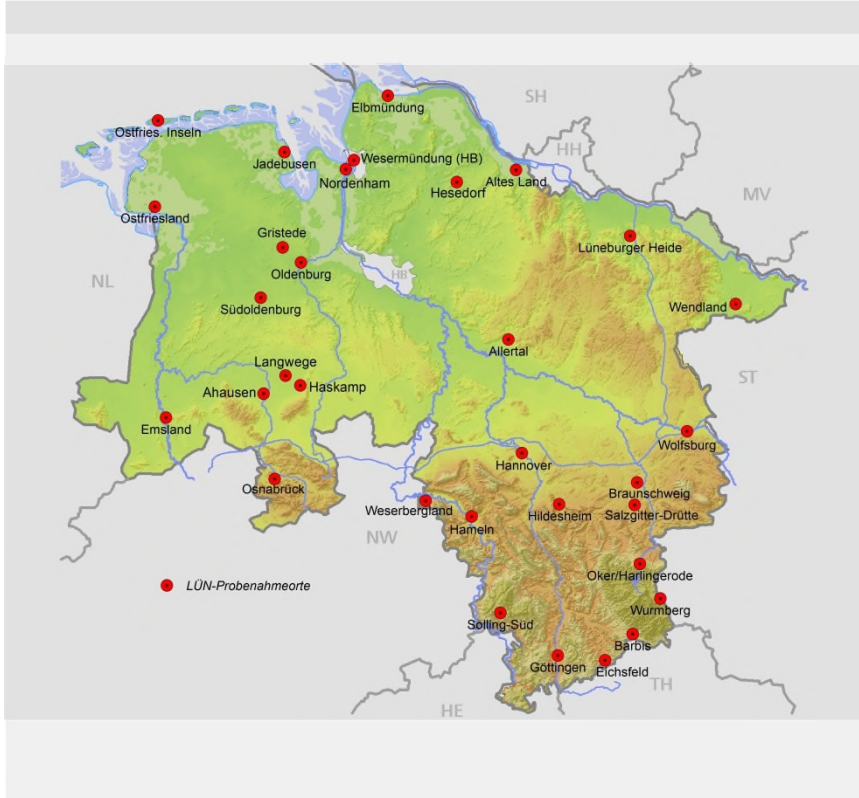 SH
Elbmündung
Ostfries. Inseln
HH
Jadebusen
Wesermündung (HB)
Nordenham
Hesedorf
Altes Land
MV
Ostfriesland
Gristede
Lüneburger Heide
Oldenburg
HB
NL
Südoldenburg
Wendland
Allertal
Langwege
Haskamp
Ahausen
ST
Emsland
Wolfsburg
Hannover
Osnabrück
Braunschweig
Weserbergland
Hildesheim
Salzgitter-Drütte
Hameln
NW
Oker/Harlingerode
LÜN-Probenahmeorte
Wurmberg
Solling-Süd
Barbis
Göttingen
Eichsfeld
TH
HE